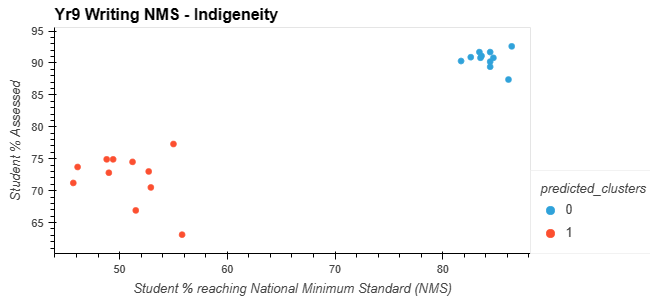 Yr9 Writing NMS - Indigeneity
95
90
85
80
75
70
65
Student % Assessed
50 60 70 80
Student % reaching National Minimum Standard (NMS)
predicted_clusters
0
1